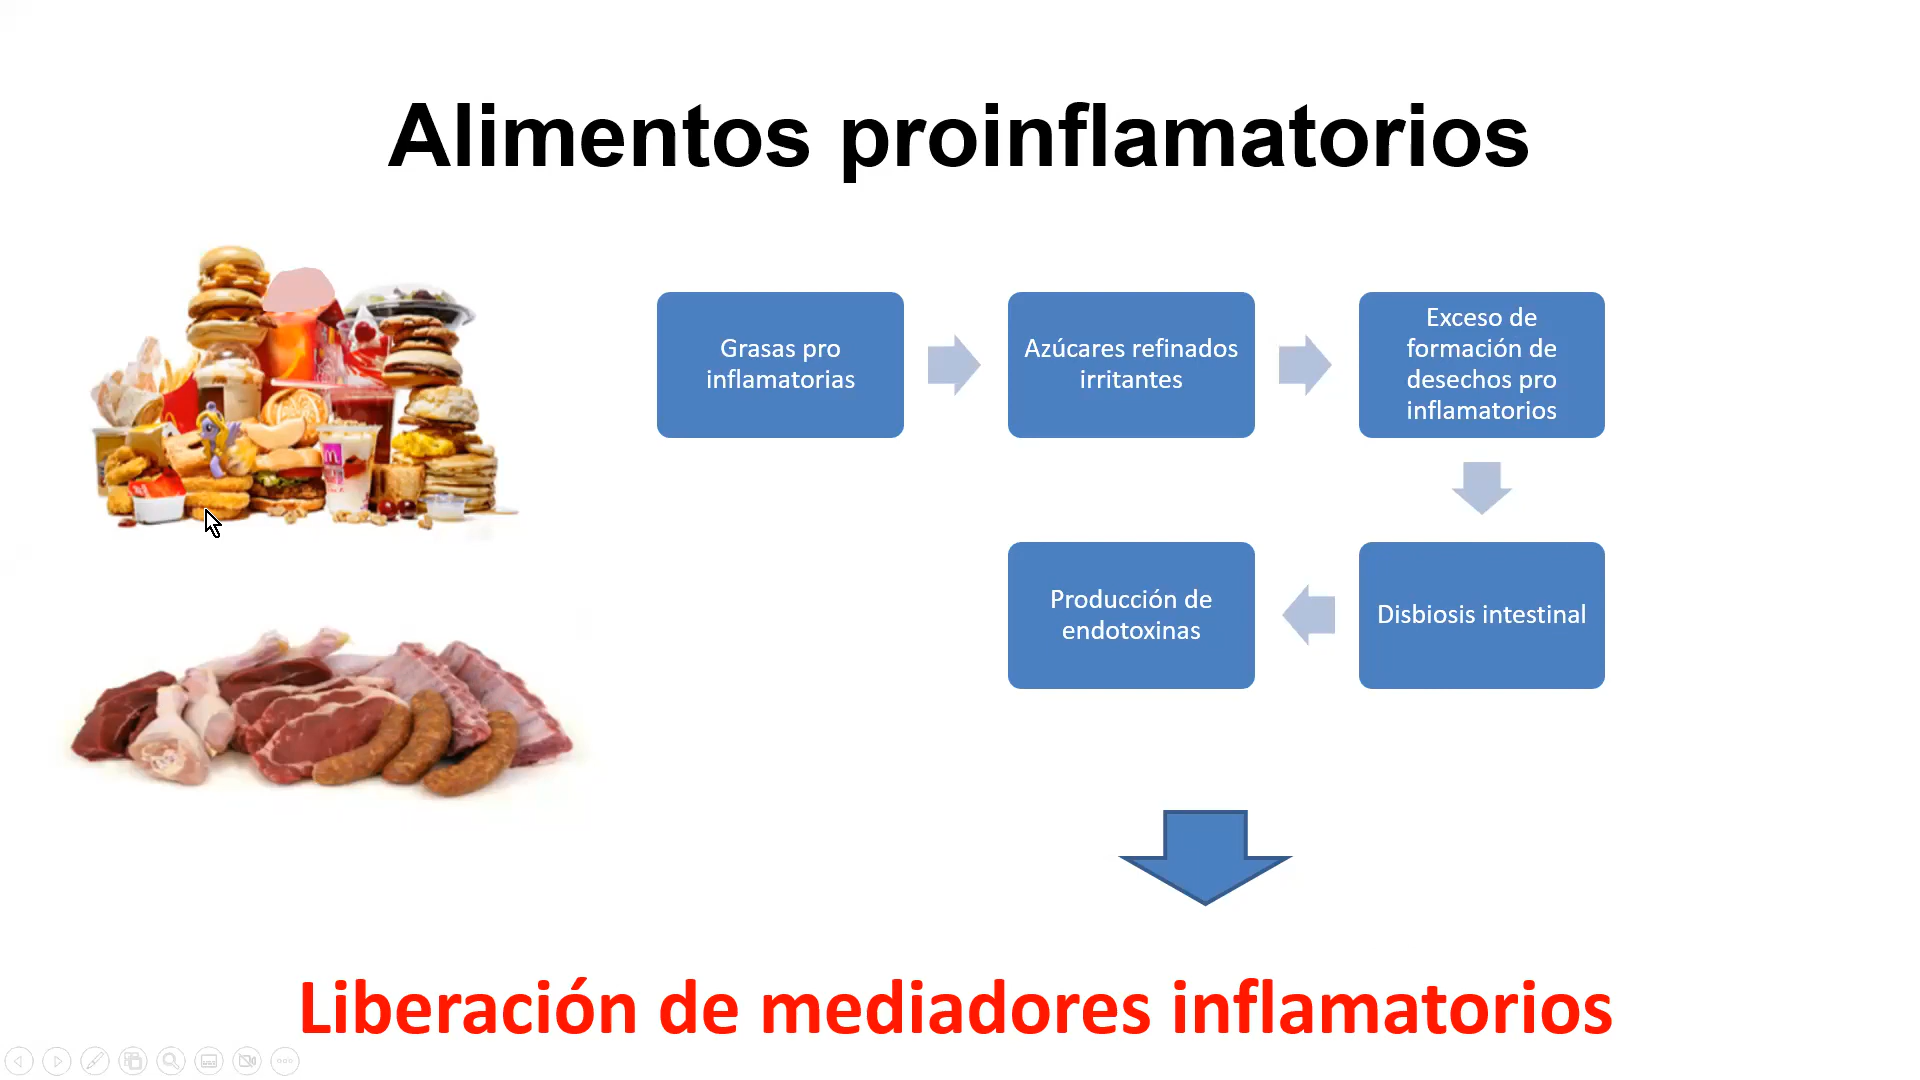 Alimentos proinflamatorios
Grasas pro
inflamatorias
Azúcares refinados
irritantes
Exceso de
formación de
desechos pro
inflamatorios
Disbiosis intestinal
Producción de
endotoxinas
Liberación de mediadores inflamatorios